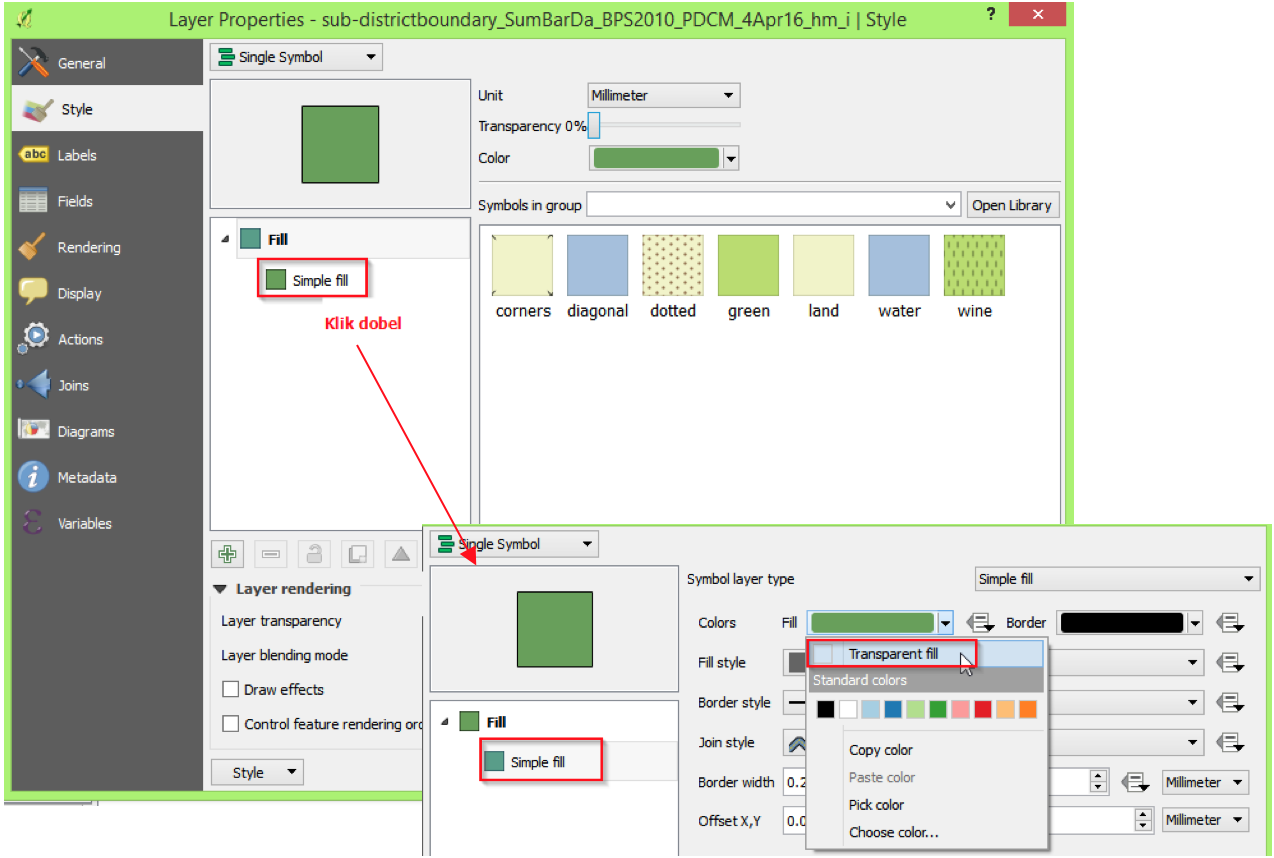 Layer Properties - sub-districtboundary_SumBarDa_BPS2010_PDCM_4Apr16_hm_i | Style
?
General
Style
abc Labels
Fields
Rendering
Display
Actions
Joins
Diagrams
Metadata
Variables
Single Symbol
Unit Millimeter
Transparency 0%
Color
Symbols in group
Open Library
Fill
Simple fill
Klik dobel
corners diagonal dotted green land water wine
Layer rendering
Layer transparency
Layer blending mode
Draw effects
Control feature rendering ord
Style
Single Symbol
Fill
Simple fill
Symbol layer type Simple fill
Colors Fill Border
Fill style
Border style
Join style
Border width 0.2 Millimeter
Offset X,Y 0.0 Millimeter
Transparent fill
Standard colors
Copy color
Paste color
Pick color
Choose color...